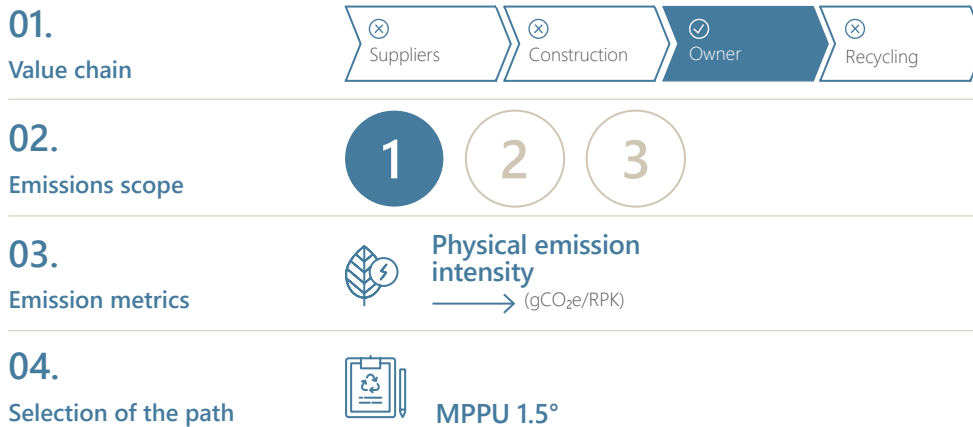 01.
Value chain
Suppliers
Construction
Owner
Recycling
02.
Emissions scope
1
2
3
03.
Emission metrics
Physical emission
intensity
(gCO₂e/RPK)
04.
Selection of the path
MPPU 1.5°